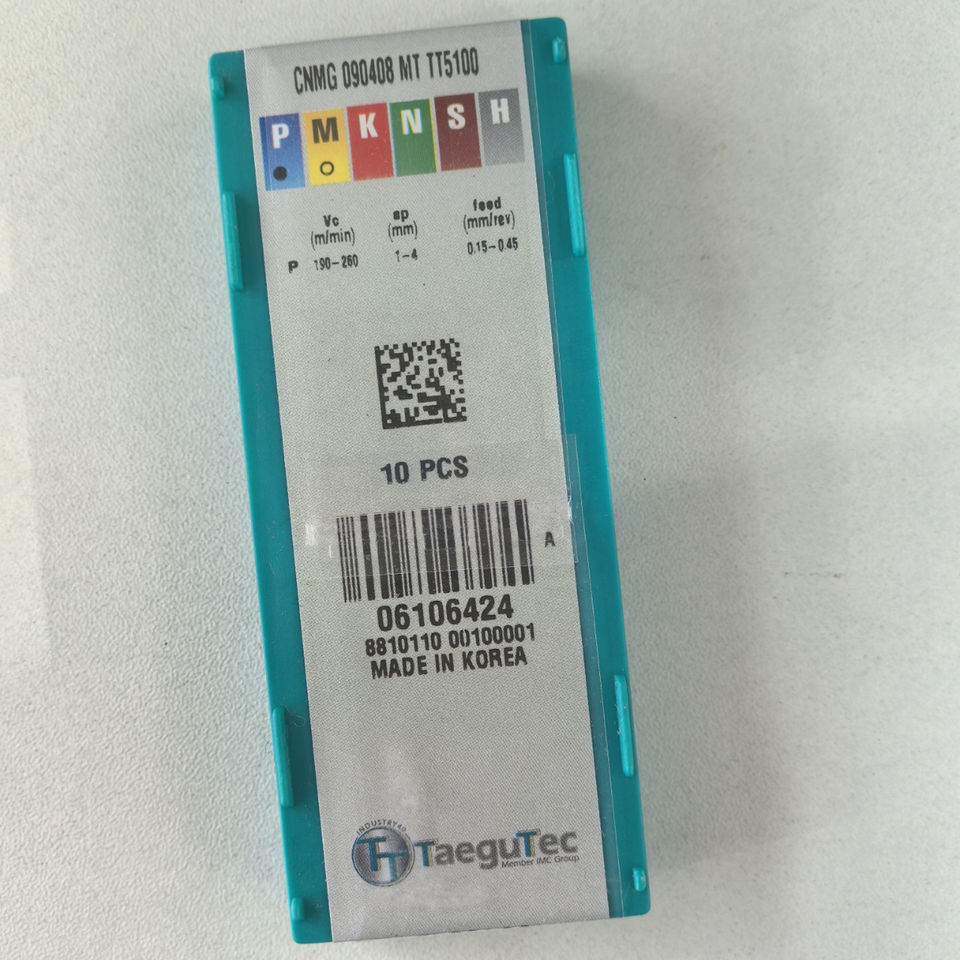 CNMG 090408 MT TT5100
P M K N S H
Vc ap feed
(m/min) (mm) (mm/rev)
P 190-260 1-4 0.15-0.45
10 PCS
A
06106424
8810110 00100001
MADE IN KOREA
INDUSTRY4.0
TT TaeguTec
Member IMC Group